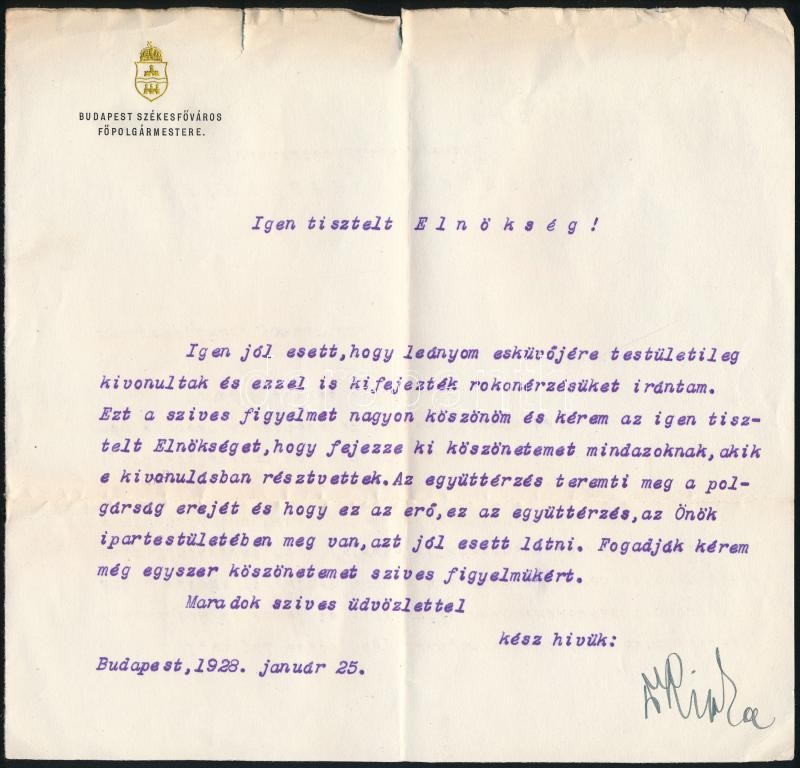 BUDAPEST SZÉKESFŐVÁROS
FŐPOLGÁRMESTERE.
Igen tisztelt Elnökség!
Igen jól esett,hogy leányom esküvőjére testületileg
kivonultak és ezzel is kifejezték rokonérzésüket irántam.
Ezt a szives figyelmet nagyon köszönöm és kérem az igen tisz-
telt Elnökséget,hogy fejezze ki köszönetemet mindazoknak,akik
e kivonulásban résztvettek.Az együttérzés teremti meg a pol-
gárság erejét és hogy ez az erő,ez az együttérzés,az Önök
ipartestületében meg van,azt jól esett látni. Fogadják kérem
még egyszer köszönetemet szives figyelmükért.
Maradok szives üdvözlettel
kész hivük:
Budapest,1928. január 25.